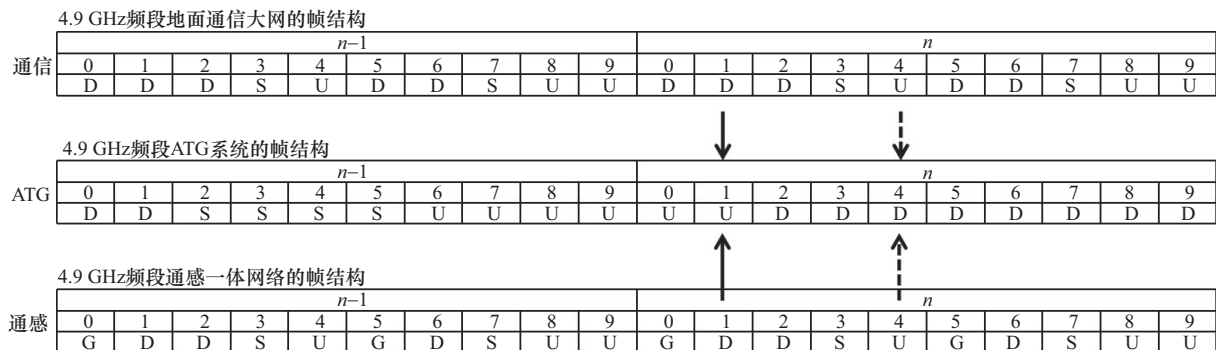 4.9 GHz频段地面通信大网的帧结构
n−1 n
通信 0 1 2 3 4 5 6 7 8 9 0 1 2 3 4 5 6 7 8 9
D D D S U D D S U U D D D S U D D S U U
4.9 GHz频段ATG系统的帧结构
n−1 n
ATG 0 1 2 3 4 5 6 7 8 9 0 1 2 3 4 5 6 7 8 9
D D S S S S U U U U U U D D D D D D D D
4.9 GHz频段通感一体网络的帧结构
n−1 n
通感 0 1 2 3 4 5 6 7 8 9 0 1 2 3 4 5 6 7 8 9
G D D S U G D S U U G D D S U G D S U U